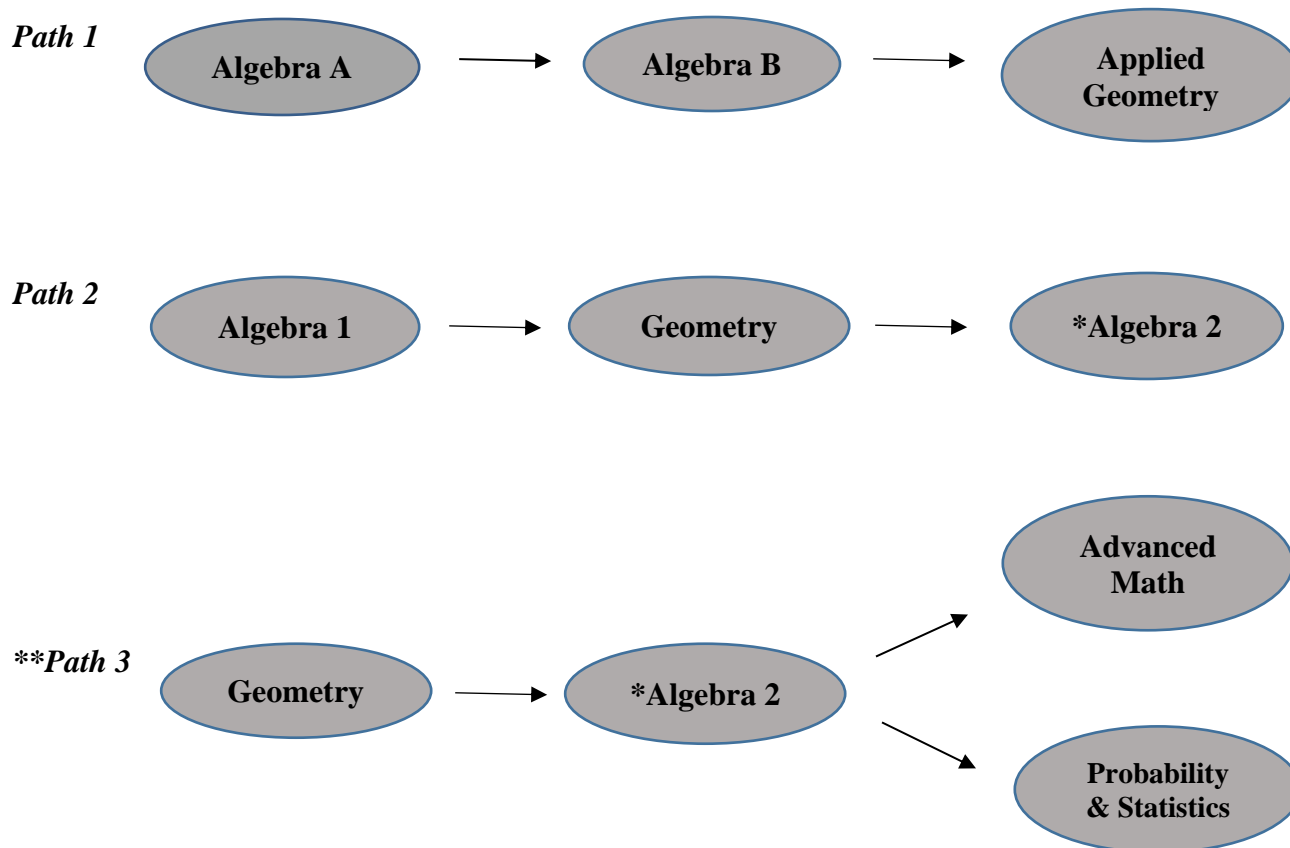 Path 1
Algebra A
Algebra B
Applied
Geometry
Path 2
Algebra 1
Geometry
*Algebra 2
**Path 3
Geometry
*Algebra 2
Advanced
Math
Probability
& Statistics